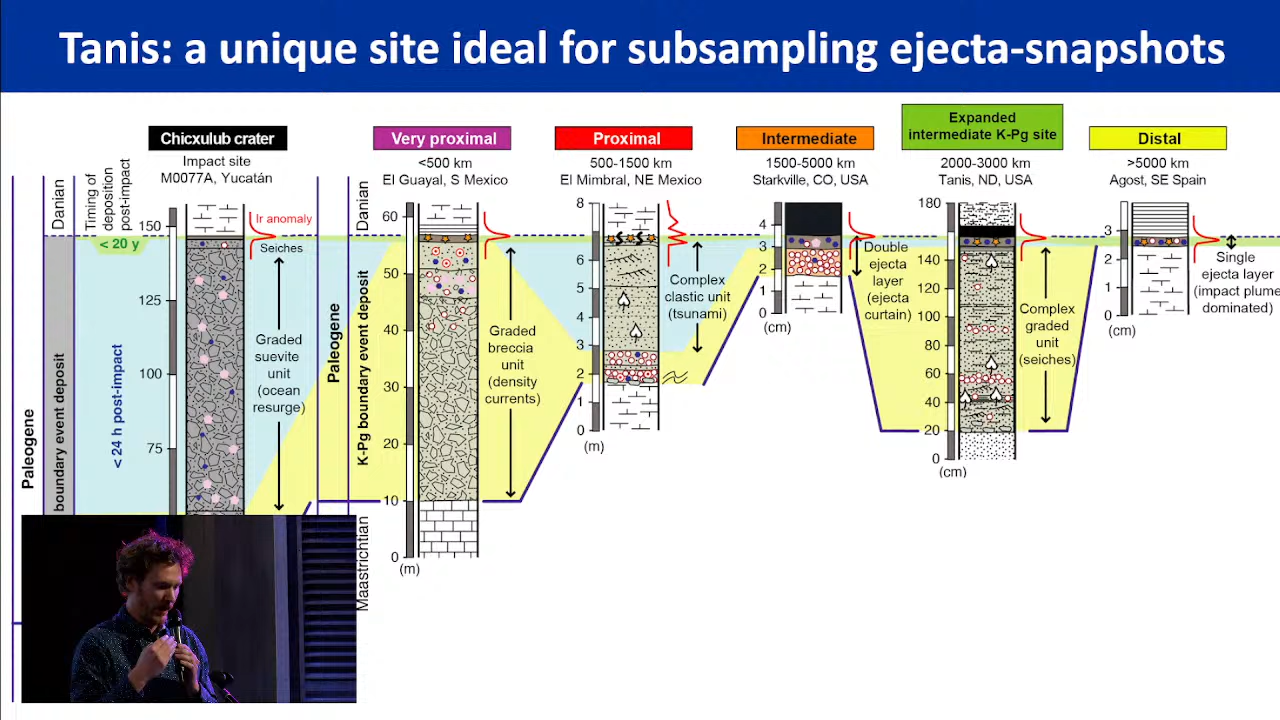 Tanis: a unique site ideal for subsampling ejecta-snapshots
Chicxulub crater
Impact site
M0077A, Yucatán
Very proximal
<500 km
El Guayal, S Mexico
Proximal
500-1500 km
El Mimbral, NE Mexico
Intermediate
1500-5000 km
Starkville, CO, USA
Expanded
intermediate K-Pg site
2000-3000 km
Tanis, ND, USA
Distal
>5000 km
Agost, SE Spain
Paleogene
Danian
boundary event deposit
Timing of
deposition
post-impact
< 20 y
< 24 h post-impact
150
125
100
75
Ir anomaly
Seiches
Graded
suevite
unit
(ocean
resurge)
Paleogene
Danian
K-Pg boundary event deposit
Maastrichtian
60
50
40
30
20
10
0
(m)
Graded
breccia
unit
(density
currents)
8
7
6
5
4
3
2
1
0
(m)
Complex
clastic unit
(tsunami)
4
3
2
1
0
(cm)
Double
ejecta
layer
(ejecta
curtain)
180
160
140
120
100
80
60
40
20
0
(cm)
Complex
graded
unit
(seiches)
3
2
1
0
(cm)
Single
ejecta layer
(impact plume
dominated)